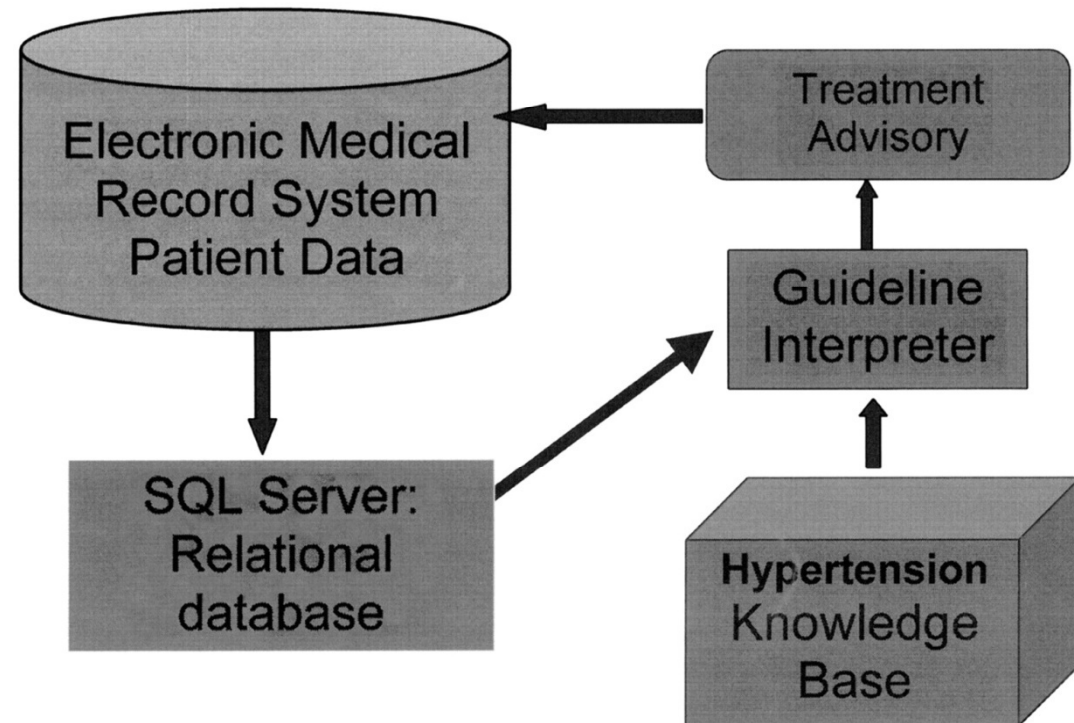 Electronic Medical
Record System
Patient Data
Treatment
Advisory
Guideline
Interpreter
SQL Server:
Relational
database
Hypertension
Knowledge
Base